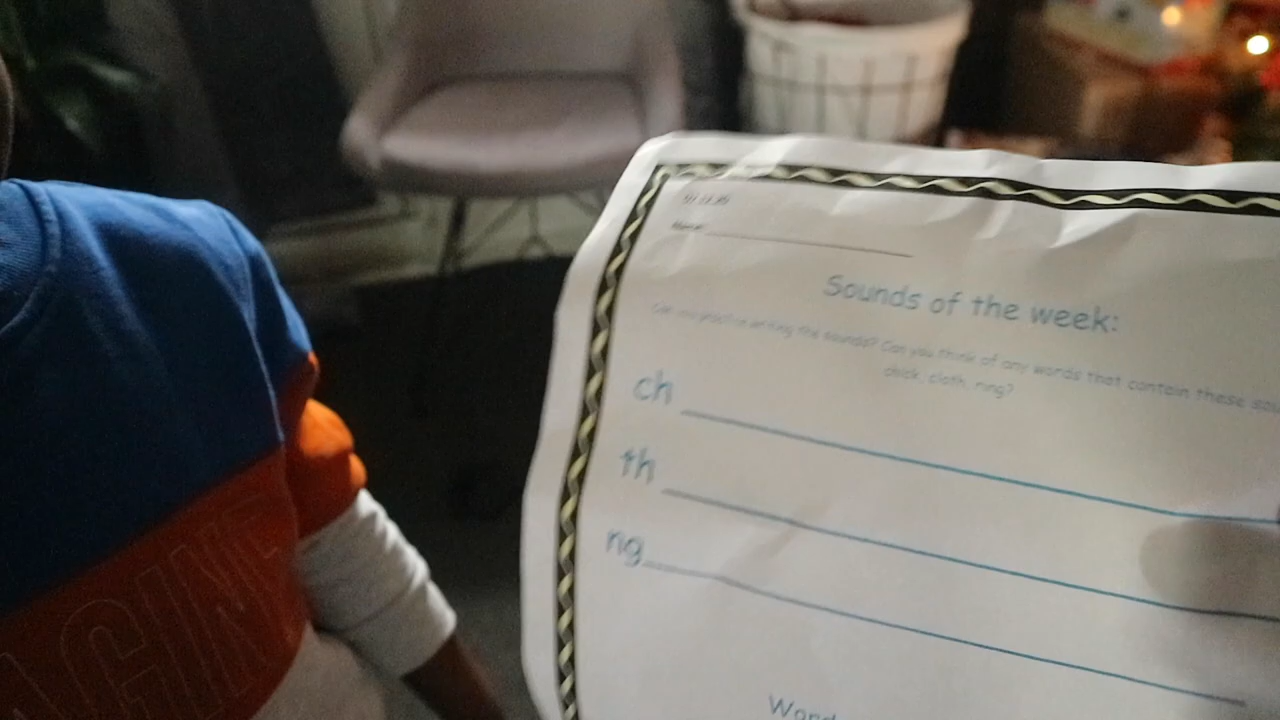 Name:
Sounds of the week:
Can you practice writing the sounds? Can you think of any words that contain these
chick, cloth, ring?
ch
th
ng